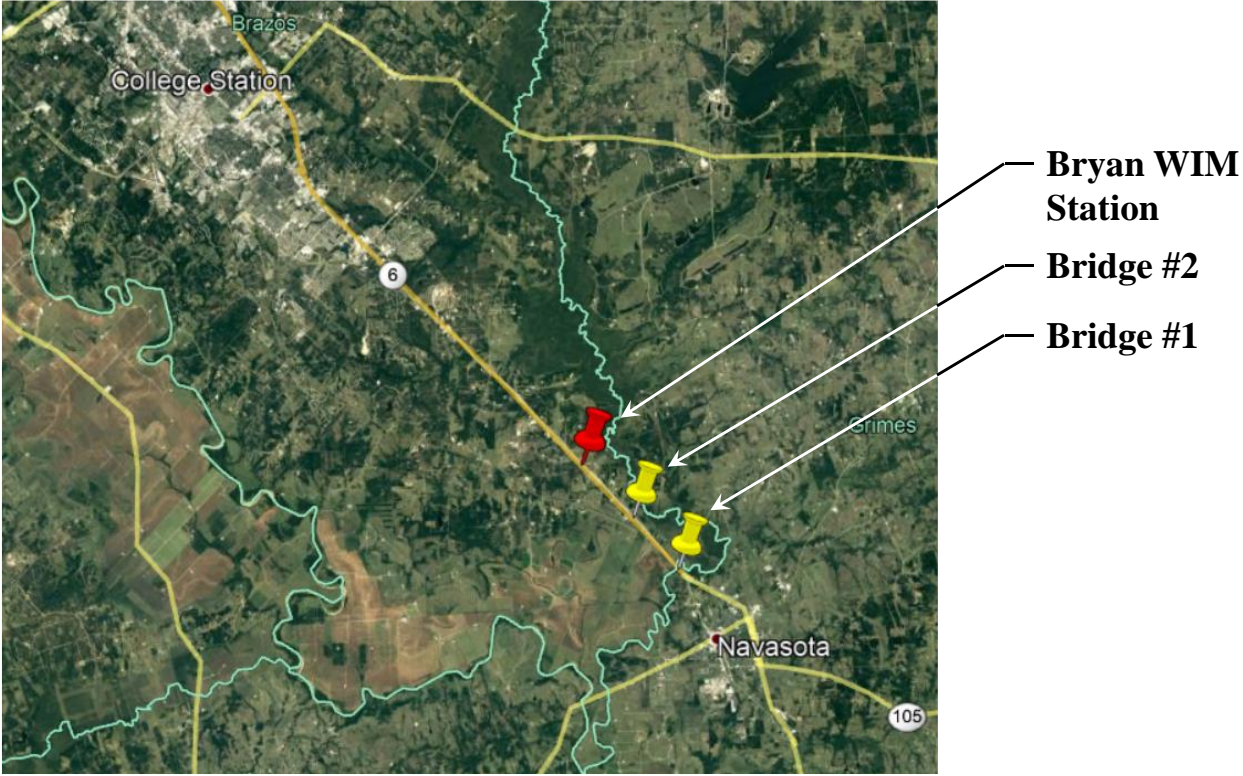 Brazos
College Station
6
Bryan WIM
Station
Bridge #2
Bridge #1
Grimes
Navasota
105